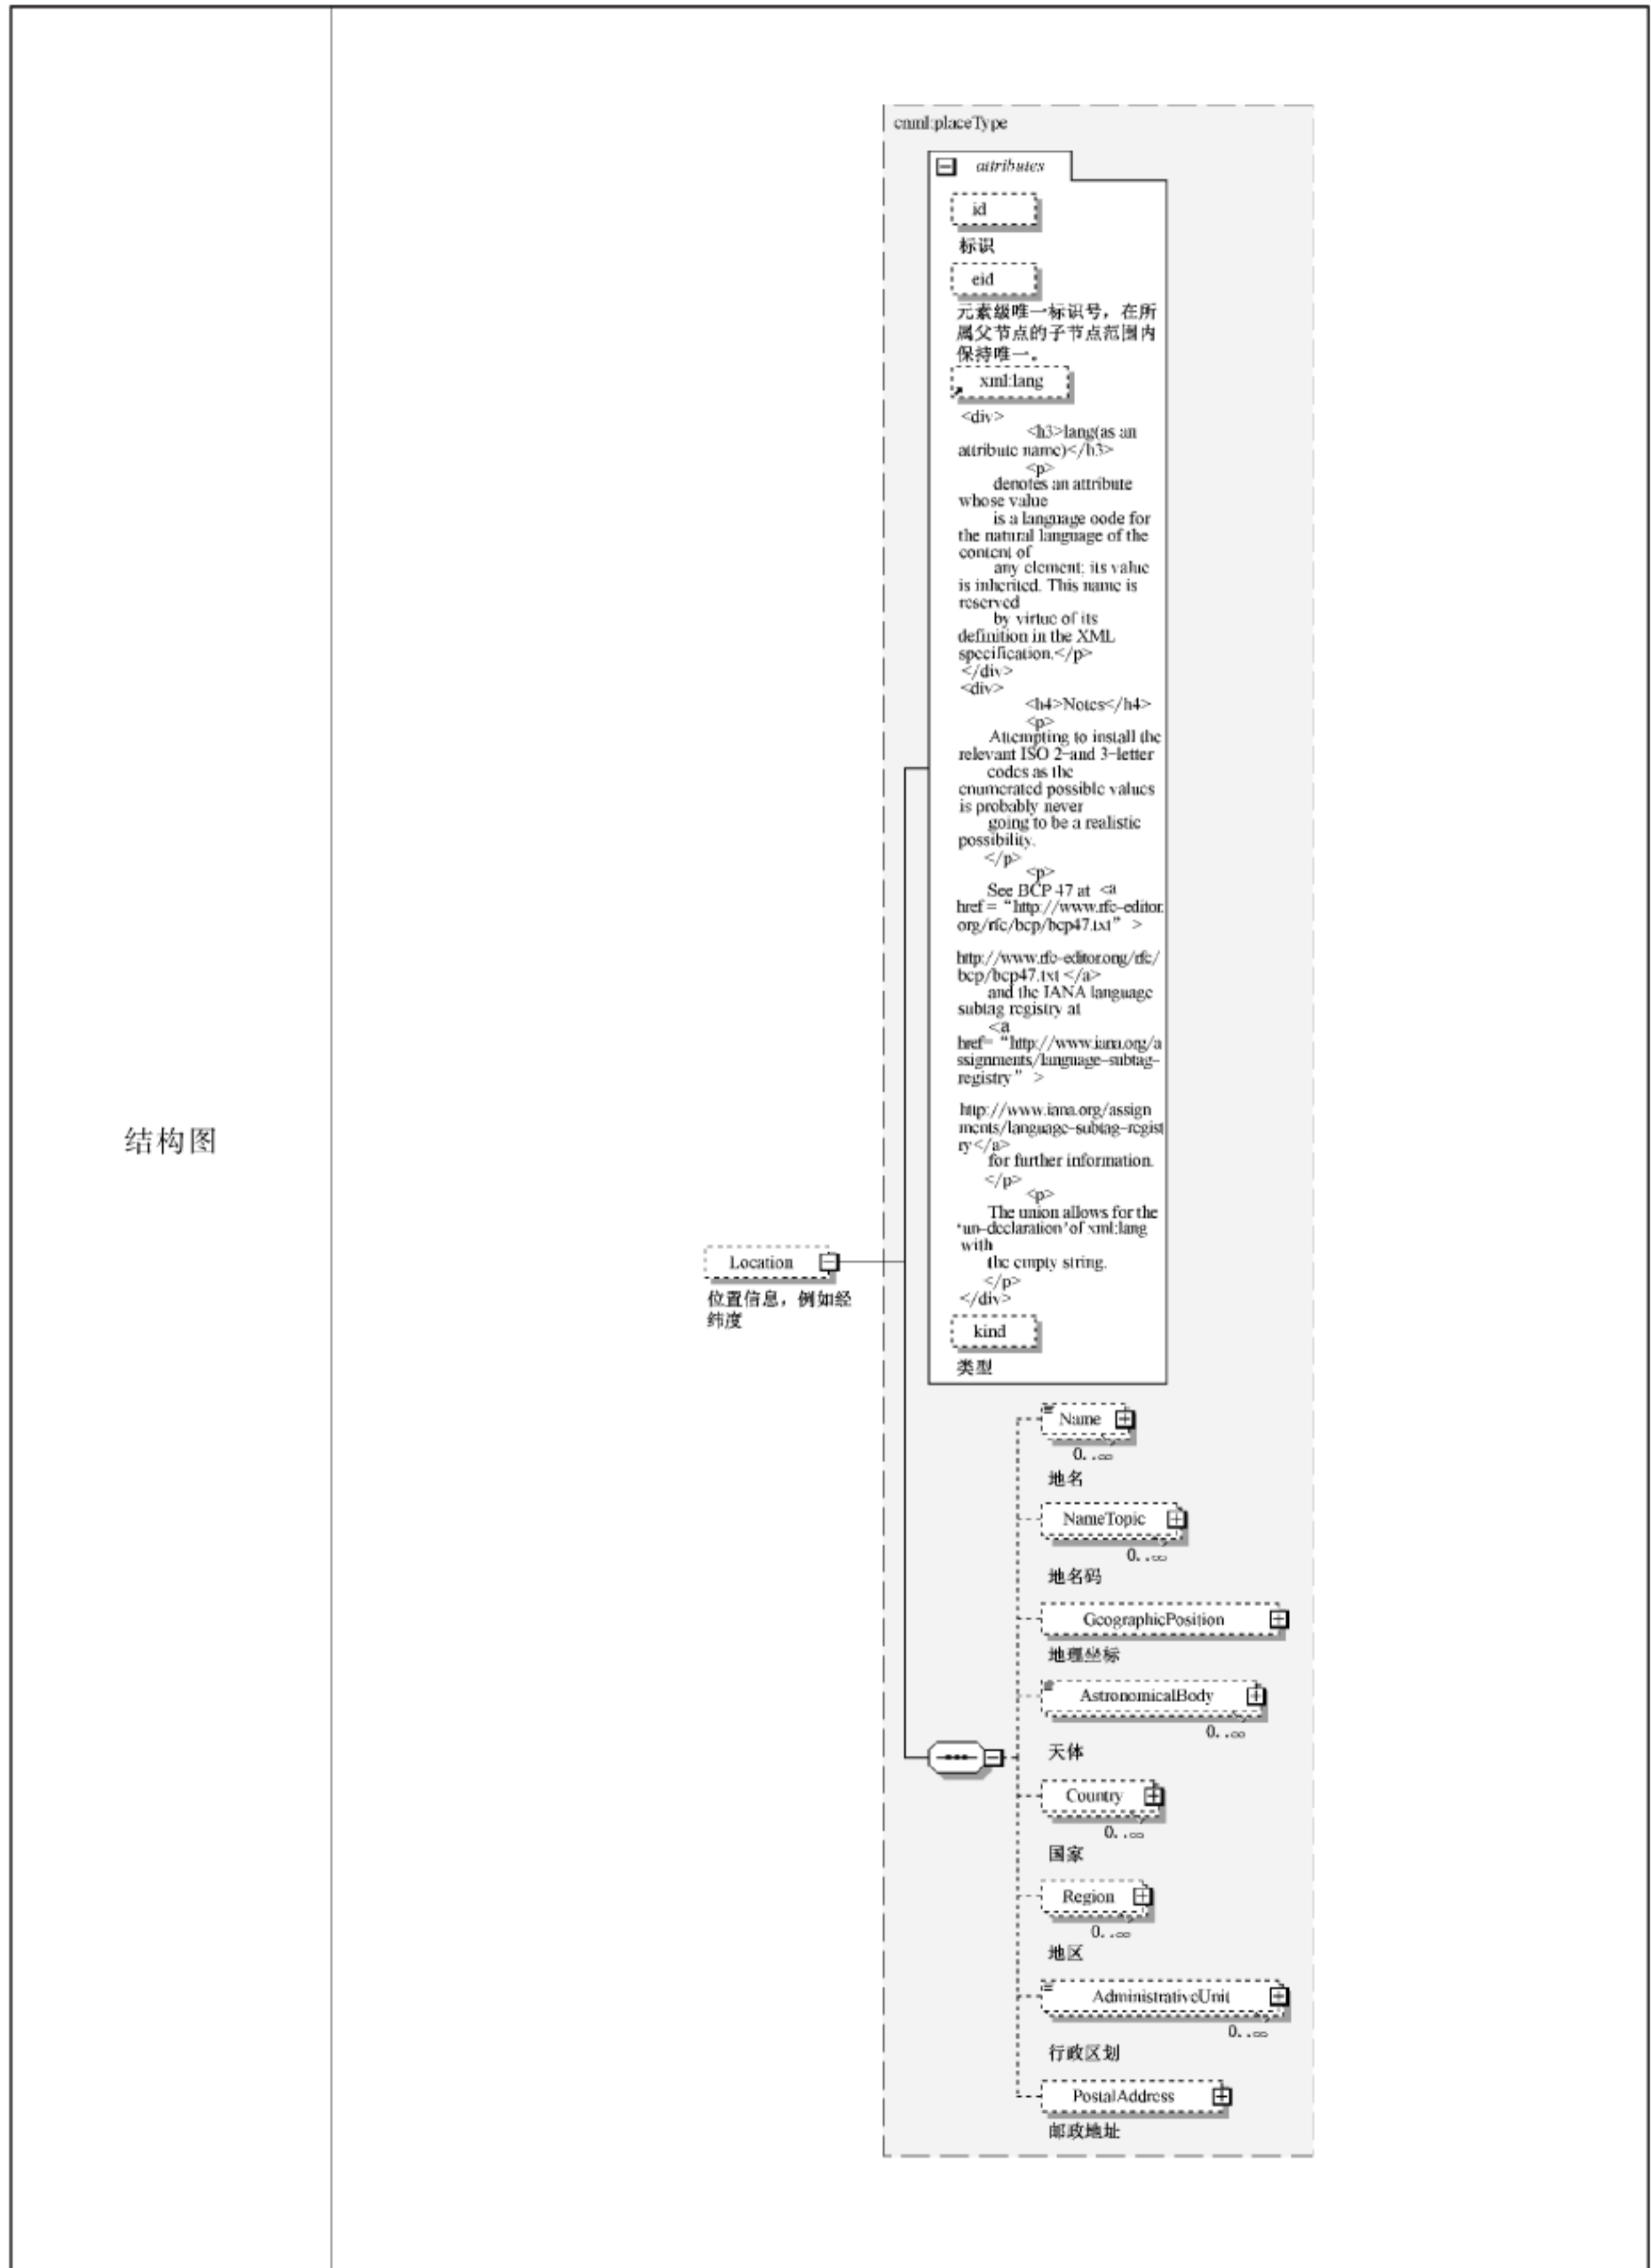 cnml:placeType
attributes
id
标识
eid
元素级唯一标识号，在所
属父节点的子节点范围内
保持唯一。
xml:lang
<div>
<h3>lang(as an
attribute name)</h3>
<p>
denotes an attribute
whose value
is a language oode for
the natural language of the
content of
any element; its value
is inherited. This name is
reserved
by virtue of its
definition in the XML
specification.</p>
</div>
<div>
<h4>Notes</h4>
<p>
Attempting to install the
relevant ISO 2-and 3-letter
codes as the
enumerated possible values
is probably never
going to be a realistic
possibility.
</p>
<p>
See BCP 47 at <a
href = “http://www.rfc-editor.
org/rfc/bcp/bcp47.txt” >
http://www.rfc-editor.ong/rfc/
bcp/bcp47.txt </a>
and the IANA language
subtag registry at
<a
href= “http://www.iana.org/a
ssignments/language-subtag-
registry” >
http://www.iana.org/assign
ments/language-subtag-regist
ry</a>
for further information.
</p>
<p>
The union allows for the
‘un-declaration’of xml:lang
with
the empty string.
</p>
</div>
kind
类型
结构图
Location
位置信息，例如经
纬度
Name
0..∞
地名
NameTopic
0..∞
地名码
GeographicPosition
地理坐标
AstronomicalBody
0..∞
天体
Country
0..∞
国家
Region
0..∞
地区
AdministrativeUnit
0..∞
行政区划
PostalAddress
邮政地址